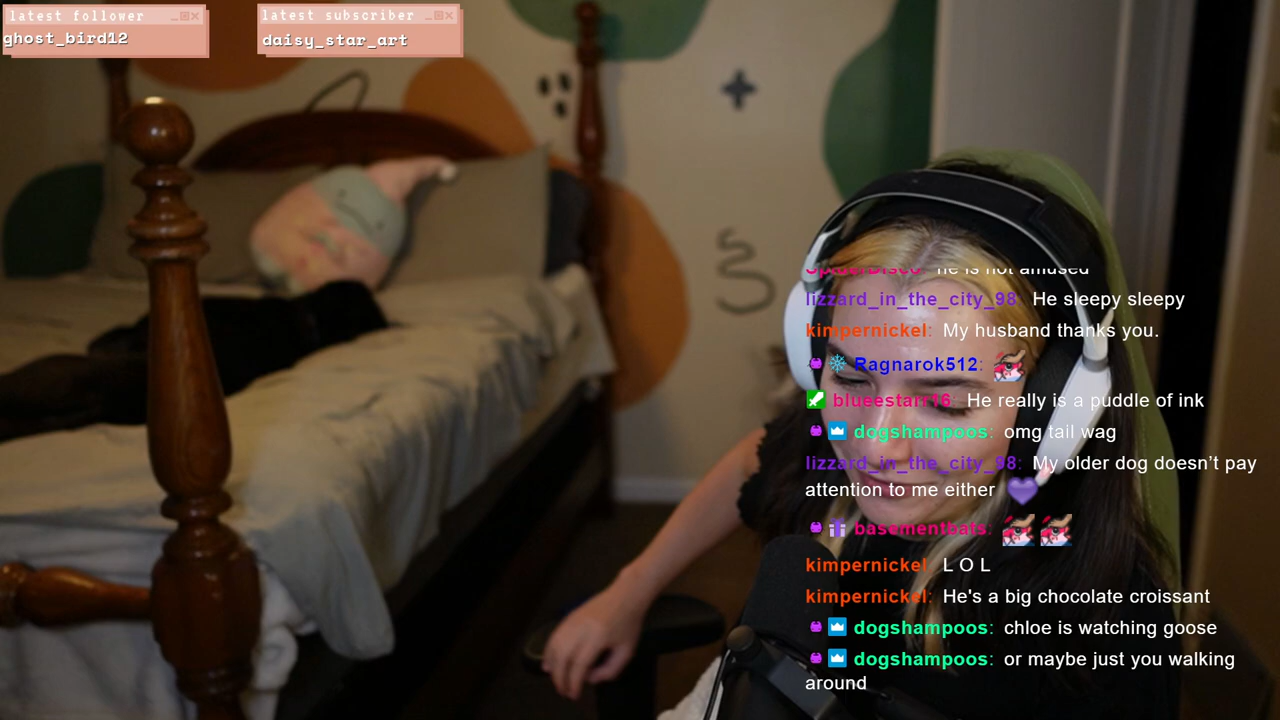 latest follower
ghost_bird12
latest subscriber
daisy_star_art
SpiderDisco he is not amused
lizzard_in_the_city_98 He sleepy sleepy
kimpernickel: My husband thanks you.
Ragnarok512:
blueestarr16 He really is a puddle of ink
dogshampoos: omg tail wag
lizzard_in_the_city_98: My older dog doesn't pay
attention to me either
basementbats:
kimpernickel L O L
kimpernickel: He's a big chocolate croissant
dogshampoos: chloe is watching goose
dogshampoos: or maybe just you walking
around